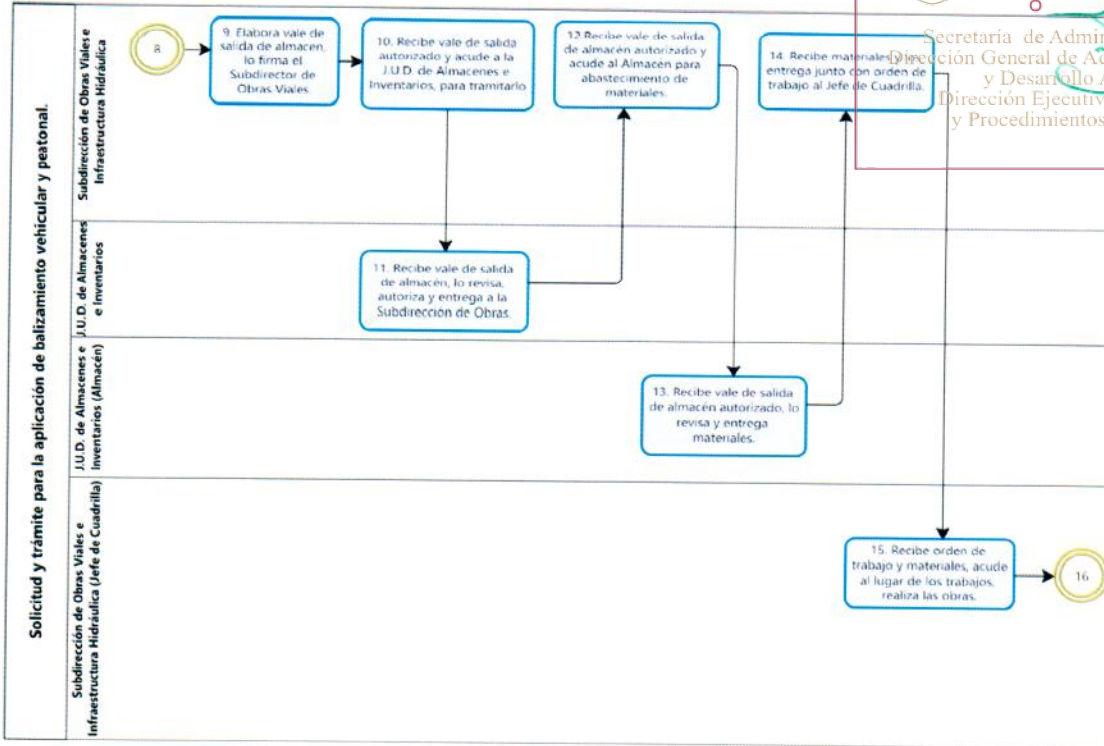 Solicitud y trámite para la aplicación de balizamiento vehicular y peatonal.
Subdirección de Obras Viales e
Infraestructura Hidráulica
8
9. Elabora vale de
salida de almacén,
lo firma el
Subdirector de
Obras Viales.
10. Recibe vale de salida
autorizado y acude a la
J.U.D. de Almacenes e
Inventarios, para tramitarlo
12.Recibe vale de salida
de almacén autorizado y
acude al Almacén para
abastecimiento de
materiales.
14. Recibe materiales y los
entrega junto con orden de
trabajo al Jefe de Cuadrilla.
Secretaría de Admin
Dirección General de Ad
y Desarrollo A
Dirección Ejecutiv
y Procedimientos
J.U.D. de Almacenes
e Inventarios
11. Recibe vale de salida
de almacén, lo revisa,
autoriza y entrega a la
Subdirección de Obras.
J.U.D. de Almacenes e
Inventarios (Almacén)
13. Recibe vale de salida
de almacén autorizado, lo
revisa y entrega
materiales.
Subdirección de Obras Viales e
Infraestructura Hidráulica (Jefe de Cuadrilla)
15. Recibe orden de
trabajo y materiales, acude
al lugar de los trabajos,
realiza las obras.
16